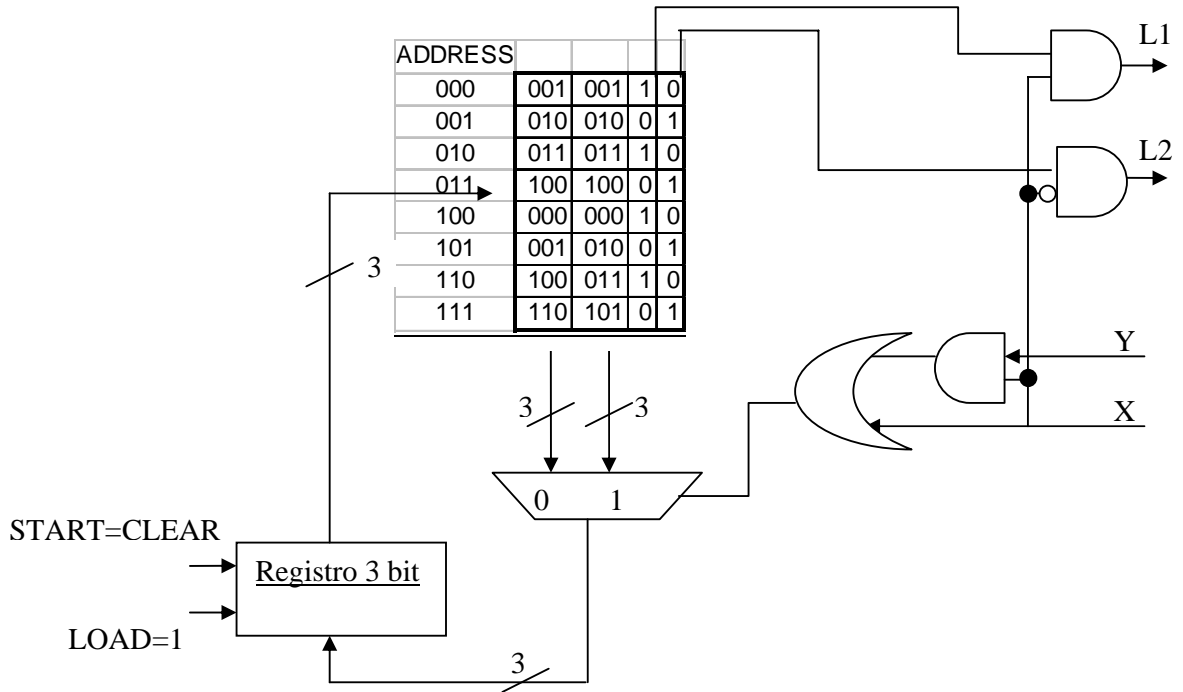 L1
ADDRESS
000 001 001 1 0
001 010 010 0 1
010 011 011 1 0
011 100 100 0 1
100 000 000 1 0
101 001 010 0 1
110 100 011 1 0
111 110 101 0 1
L2
3
Y
X
3 3
0 1
START=CLEAR
Registro 3 bit
LOAD=1
3